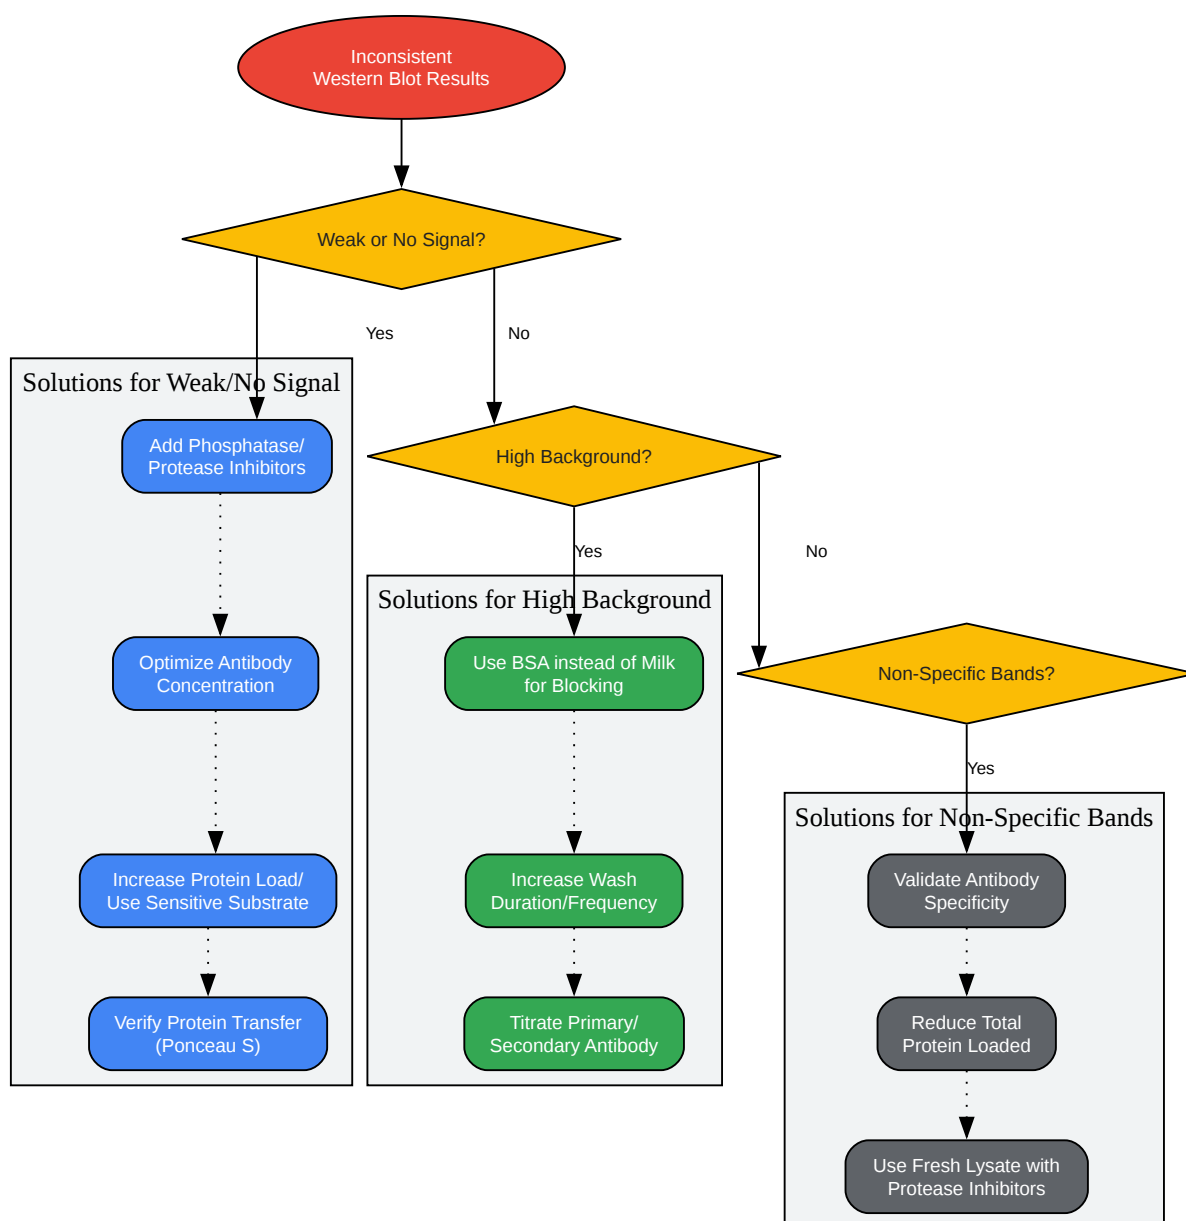 Inconsistent
Western Blot Results
Weak or No Signal?
Yes
No
Solutions for Weak/No Signal
Add Phosphatase/
Protease Inhibitors
Optimize Antibody
Concentration
Increase Protein Load/
Use Sensitive Substrate
Verify Protein Transfer
(Ponceau S)
High Background?
Yes
No
Solutions for High Background
Use BSA instead of Milk
for Blocking
Increase Wash
Duration/Frequency
Titrate Primary/
Secondary Antibody
Non-Specific Bands?
Yes
Solutions for Non-Specific Bands
Validate Antibody
Specificity
Reduce Total
Protein Loaded
Use Fresh Lysate with
Protease Inhibitors